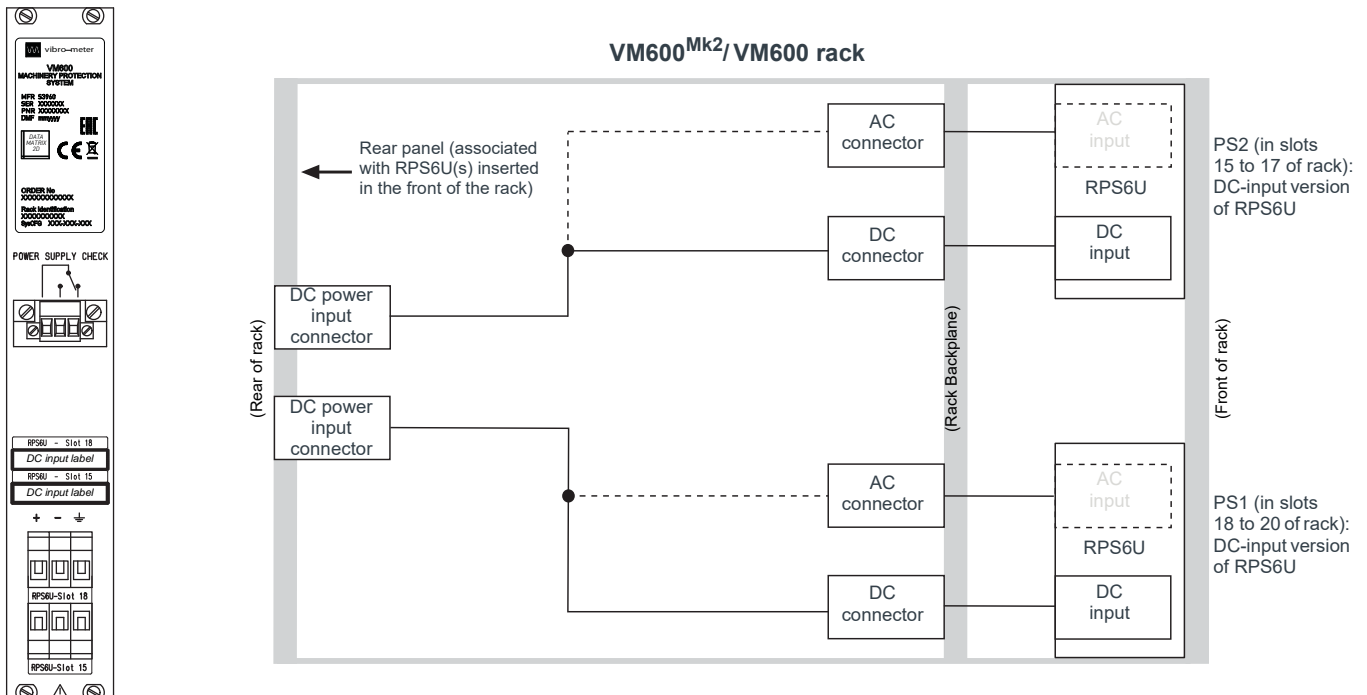 vibro-meter
VM600
MACHINERY PROTECTION
SYSTEM
MFR 53960
SER XXXXXXX
PNR XXXXXXXX
DMF mmyyyy
EAC
DATA
MATRIX
2D
CE
ORDER No
XXXXXXXXXXXX
Rack Identification
XXXXXXXXXX
SysCFG XXX-XXX-XXX
POWER SUPPLY CHECK
RPS6U - Slot 18
DC input label
RPS6U - Slot 15
DC input label
+ -
RPS6U-Slot 18
RPS6U-Slot 15
VM600Mk2/ VM600 rack
Rear panel (associated
with RPS6U(s) inserted
in the front of the rack)
(Rear of rack)
DC power
input
connector
DC power
input
connector
AC
connector
DC
connector
AC
connector
DC
connector
(Rack Backplane)
AC
input
RPS6U
DC
input
AC
input
RPS6U
DC
input
(Front of rack)
PS2 (in slots
15 to 17 of rack):
DC-input version
of RPS6U
PS1 (in slots
18 to 20 of rack):
DC-input version
of RPS6U